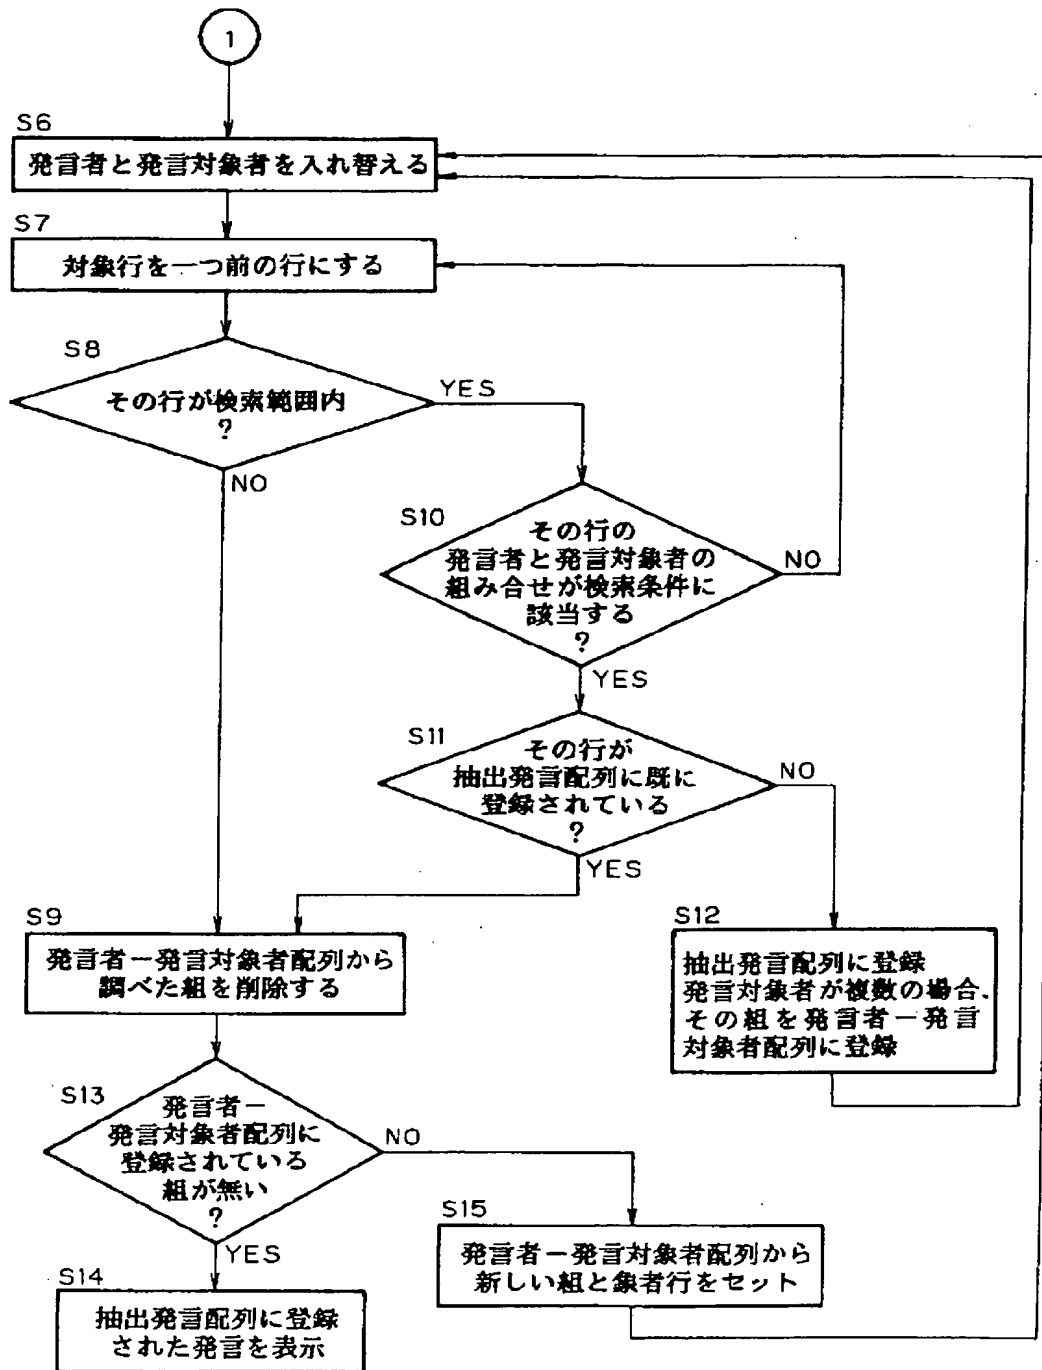 1
S6
発言者と発言対象者を入れ替える
S7
対象行を一つ前の行にする
S8
その行が検索範囲内
?
YES
NO
S10
その行の
発言者と発言対象者の
組み合せが検索条件に
該当する
?
NO
YES
S11
その行が
抽出発言配列に既に
登録されている
?
NO
YES
S9
発言者－発言対象者配列から
調べた組を削除する
S12
抽出発言配列に登録
発言対象者が複数の場合、
その組を発言者－発言
対象者配列に登録
S13
発言者－
発言対象者配列に
登録されている
組が無い
?
NO
YES
S15
発言者－発言対象者配列から
新しい組と象者行をセット
S14
抽出発言配列に登録
された発言を表示